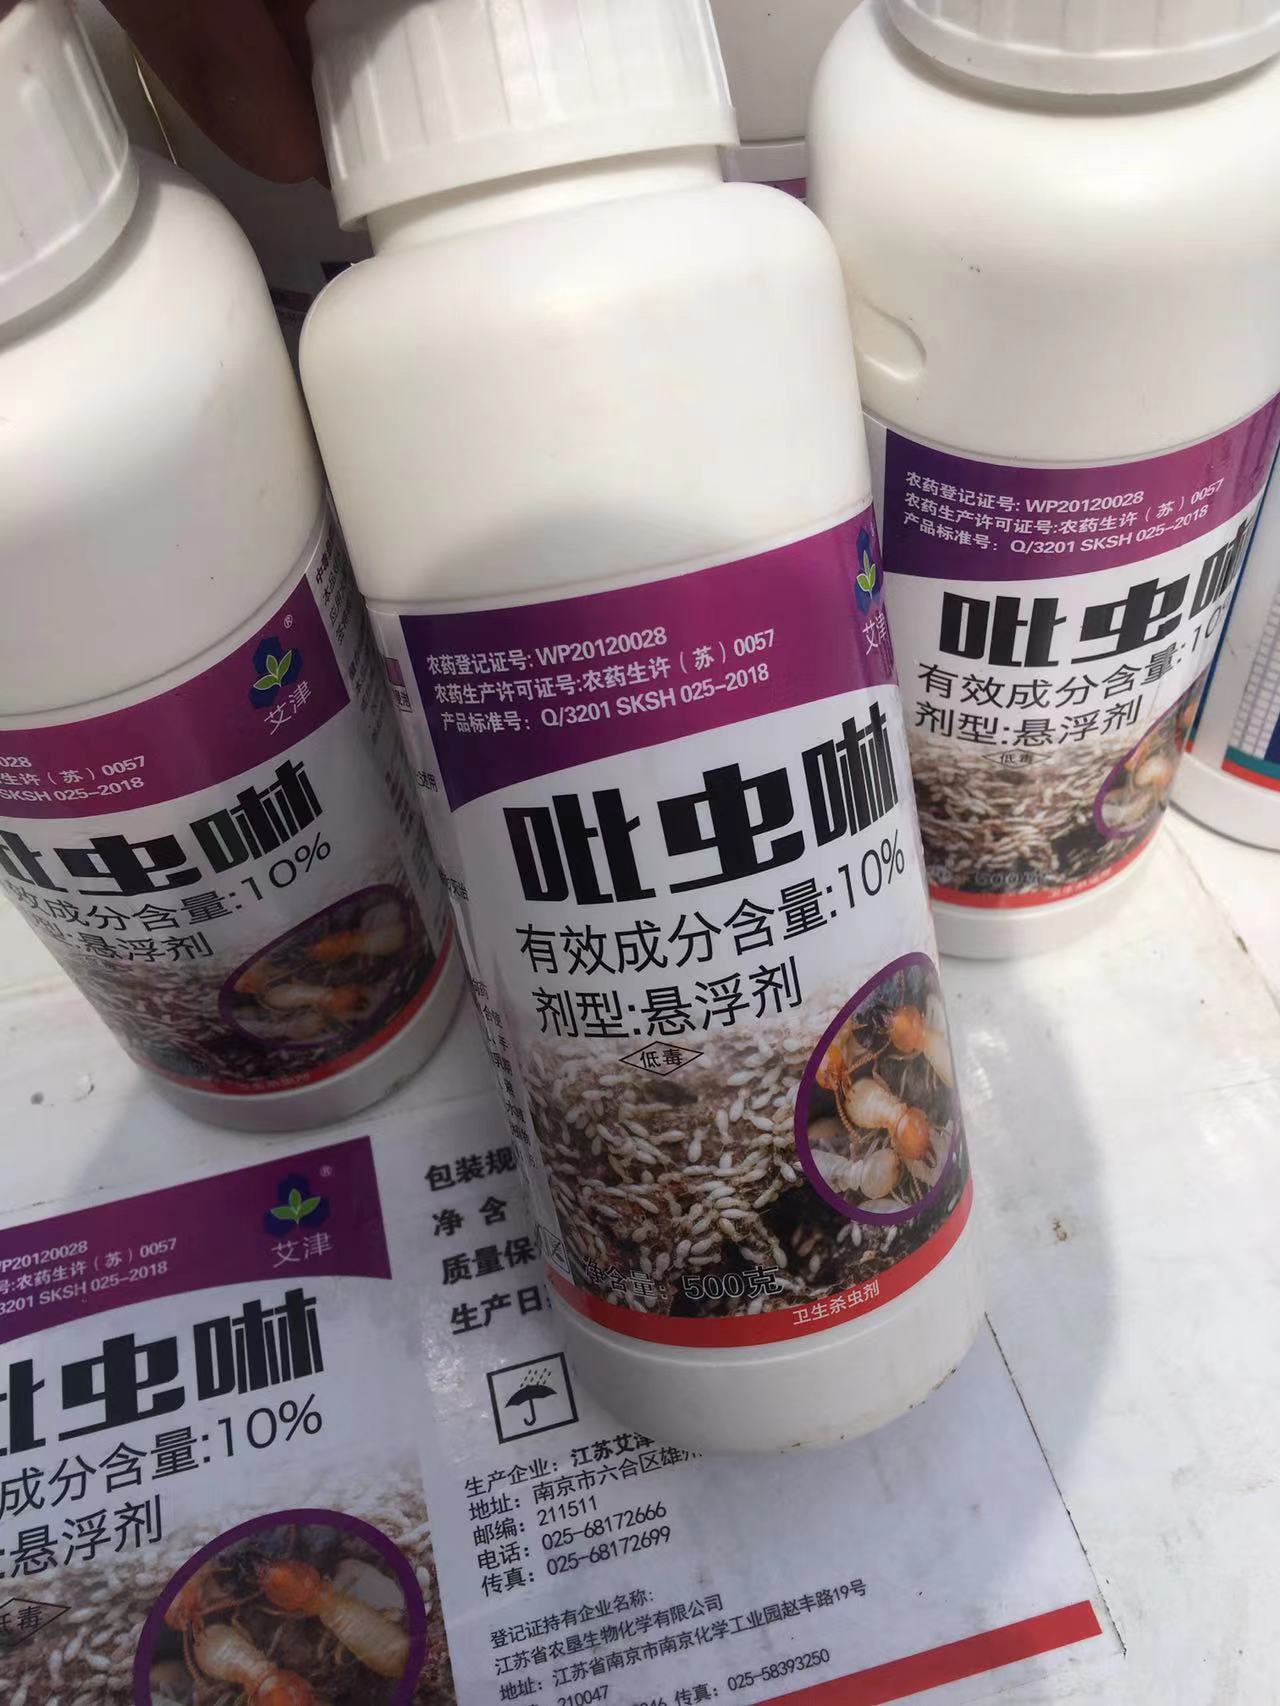 农药登记证号: WP20120028
农药生产许可证号:农药生许（苏）0057
产品标准号： Q/3201 SKSH 025-2018
艾津
吡虫啉
有效成分含量:10%
剂型:悬浮剂
低毒
净含量: 500克
卫生杀虫剂
农药登记证号: WP20120028
农药生产许可证号:农药生许（苏）0057
产品标准号： Q/3201 SKSH 025-2018
吡虫啉
有效成分含量:10%
剂型:悬浮剂
低毒
500
®
艾津
028
生许（苏）0057
SKSH 025-2018
虫啉
效成分含量:10%
型:悬浮剂
®
艾津
WP20120028
号:农药生许（苏）0057
3201 SKSH 025-2018
虫啉
成分含量:10%
悬浮剂
低毒
包装规
净 含
质量保
生产日
生产企业：江苏艾津
地址：南京市六合区雄州
邮编：211511
电话：025-68172666
传真：025-68172699
登记证持有企业名称：
江苏省农垦生物化学有限公司
地址：江苏省南京市南京化学工业园赵丰路19号
210047
传真：025-58393250